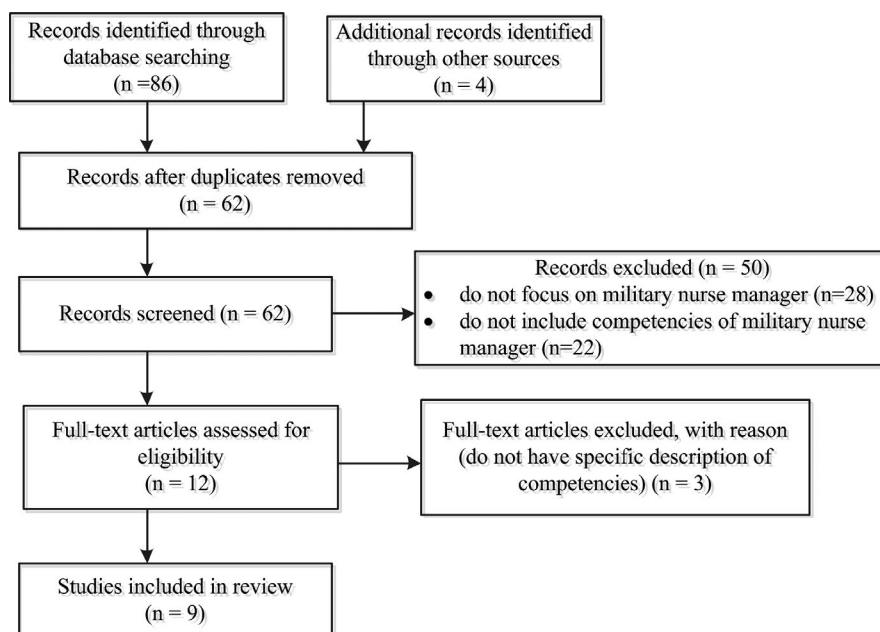 Records identified through
database searching
(n =86)
Additional records identified
through other sources
(n = 4)
Records after duplicates removed
(n = 62)
Records screened (n = 62)
Records excluded (n = 50)
• do not focus on military nurse manager (n=28)
• do not include competencies of military nurse
manager (n=22)
Full-text articles assessed for
eligibility
(n = 12)
Full-text articles excluded, with reason
(do not have specific description of
competencies) (n = 3)
Studies included in review
(n = 9)